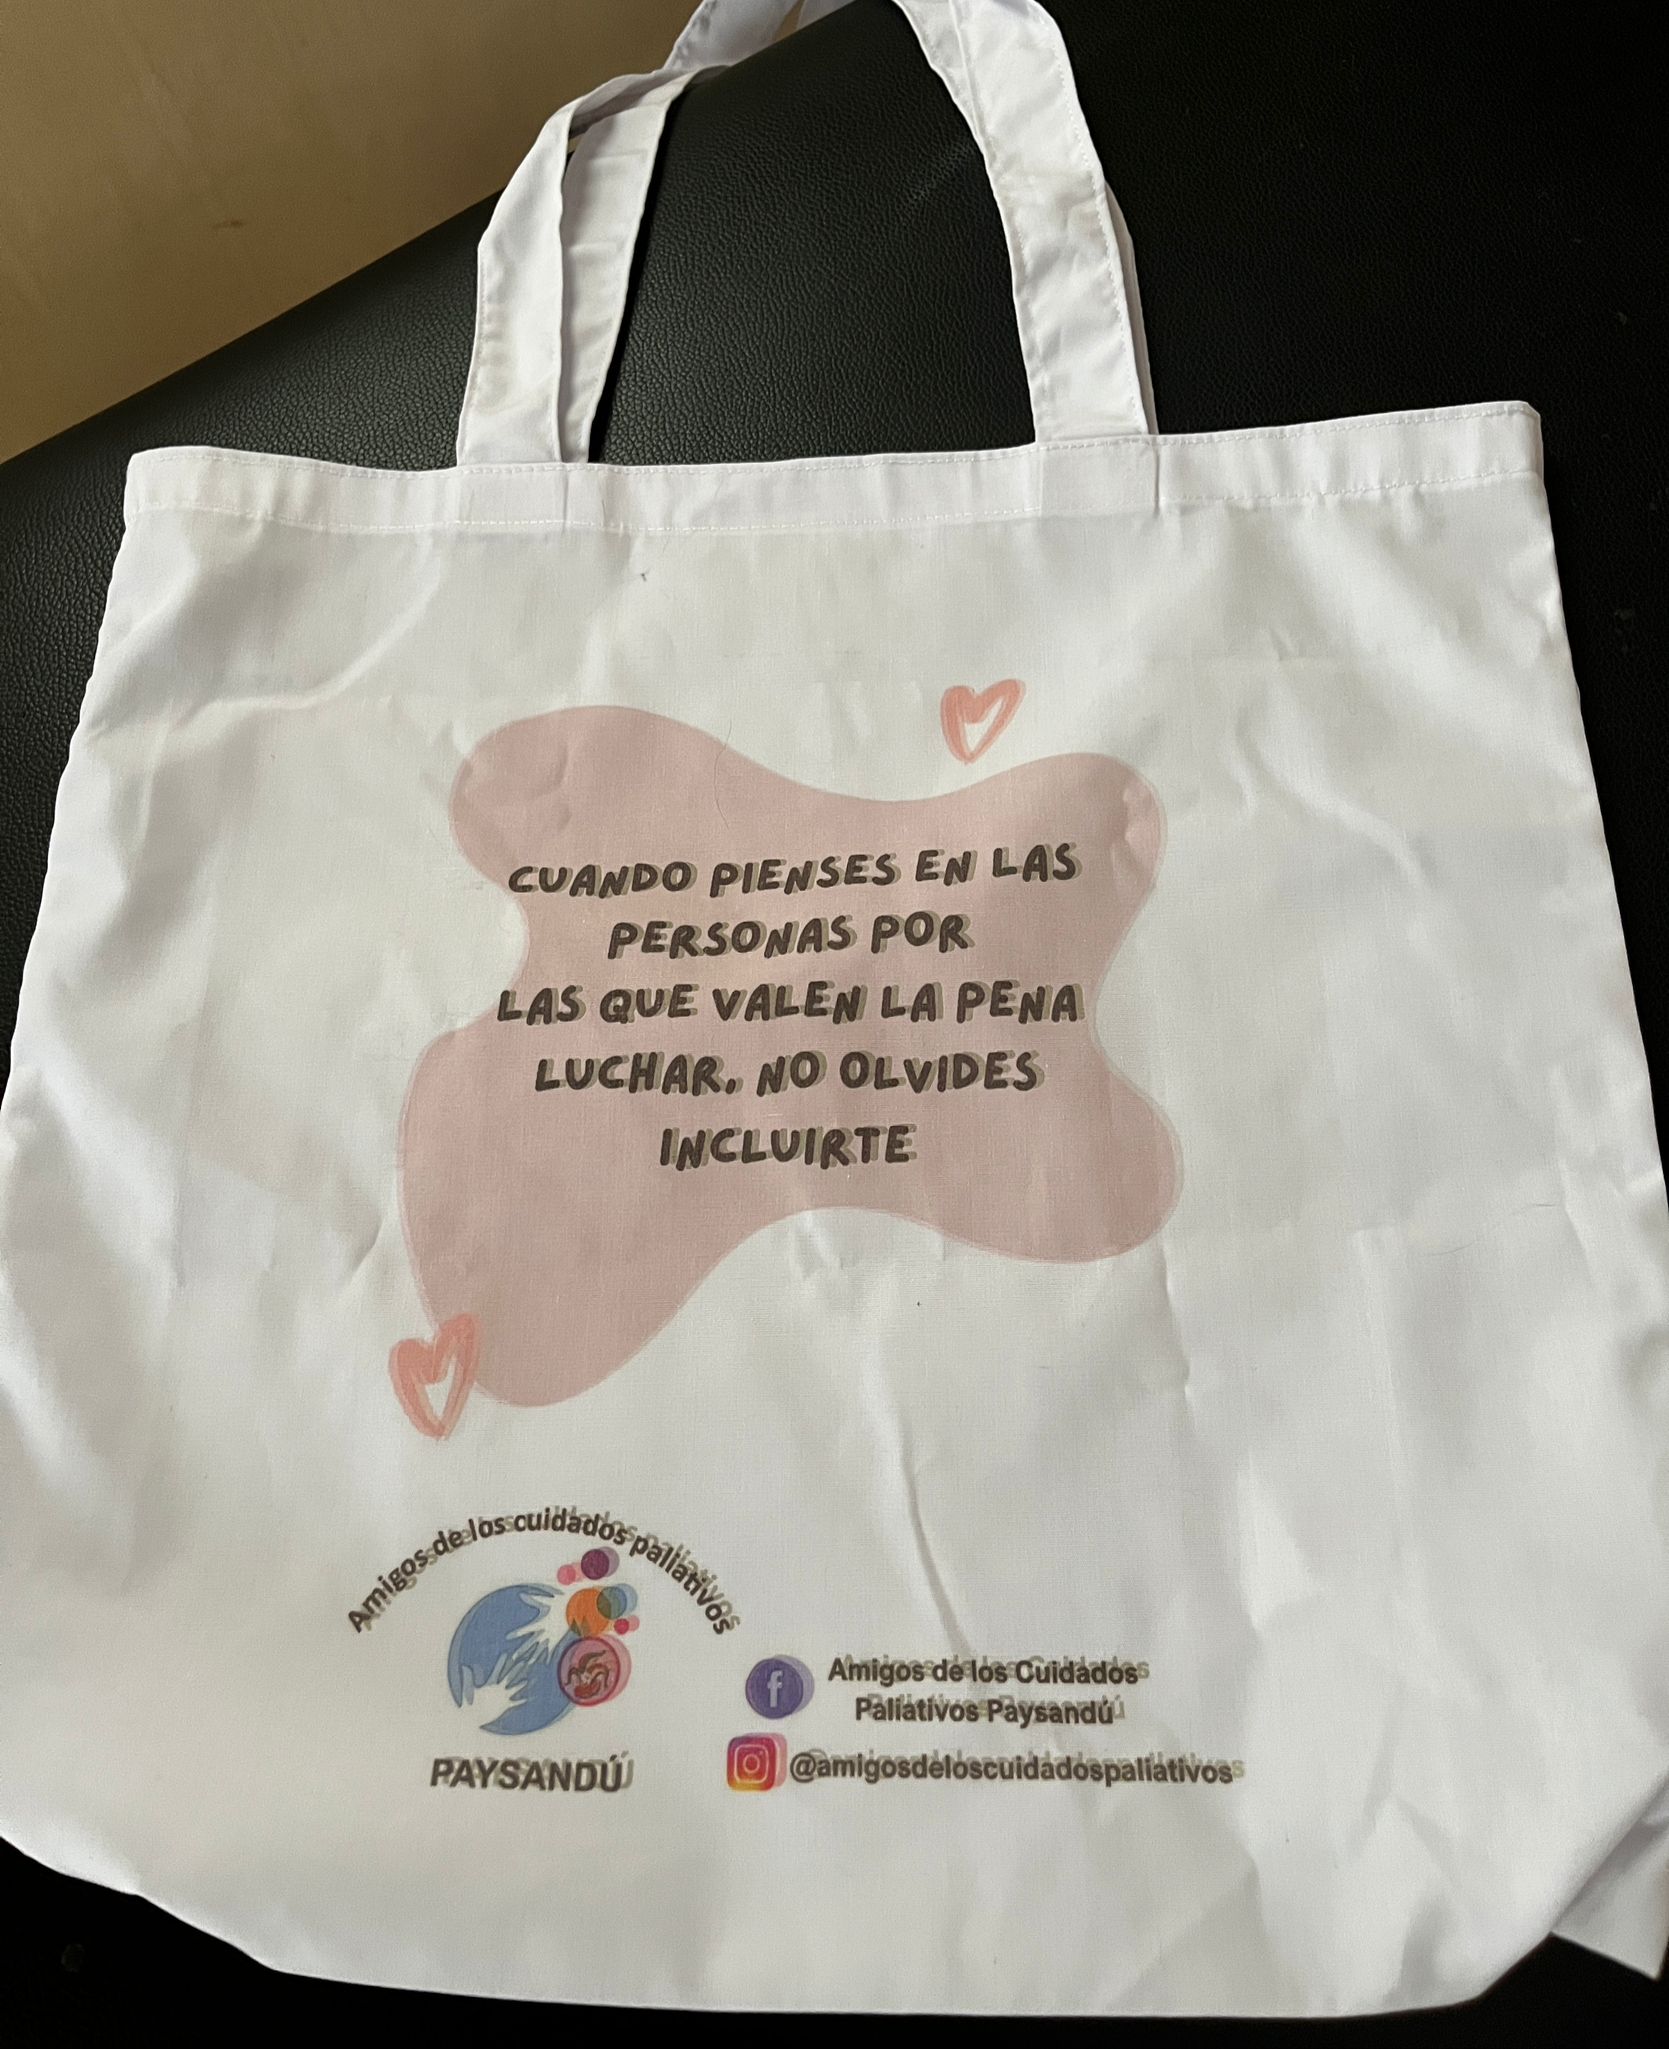 CUANDO PIENSES EN LAS
PERSONAS POR
LAS QUE VALEN LA PENA
LUCHAR. NO OLVIDES
INCLUIRTE
Amigos de los cuidados paliativos
PAYSANDÚ
Amigos de los Cuidados
Paliativos Paysandú
@amigosdeloscuidadospaliativos